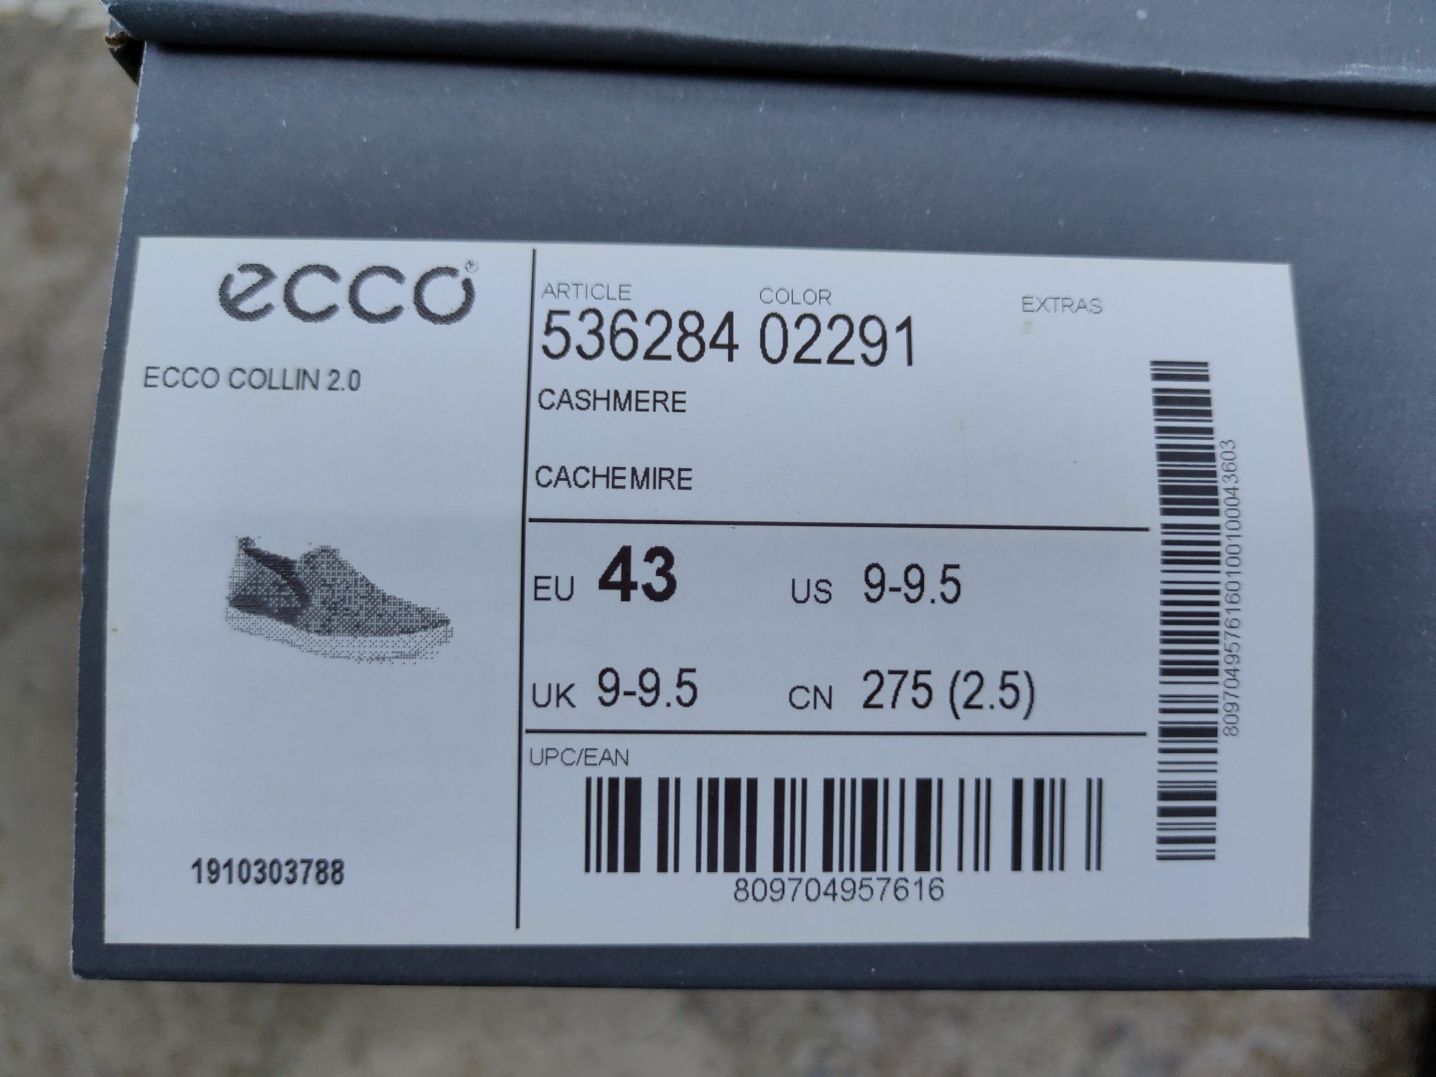 ecco®
ECCO COLLIN 2.0
1910303788
ARTICLE COLOR EXTRAS
536284 02291
CASHMERE
CACHEMIRE
EU 43 US 9-9.5
UK 9-9.5 CN 275 (2.5)
UPC/EAN
809704957616
8097049576160100100043603